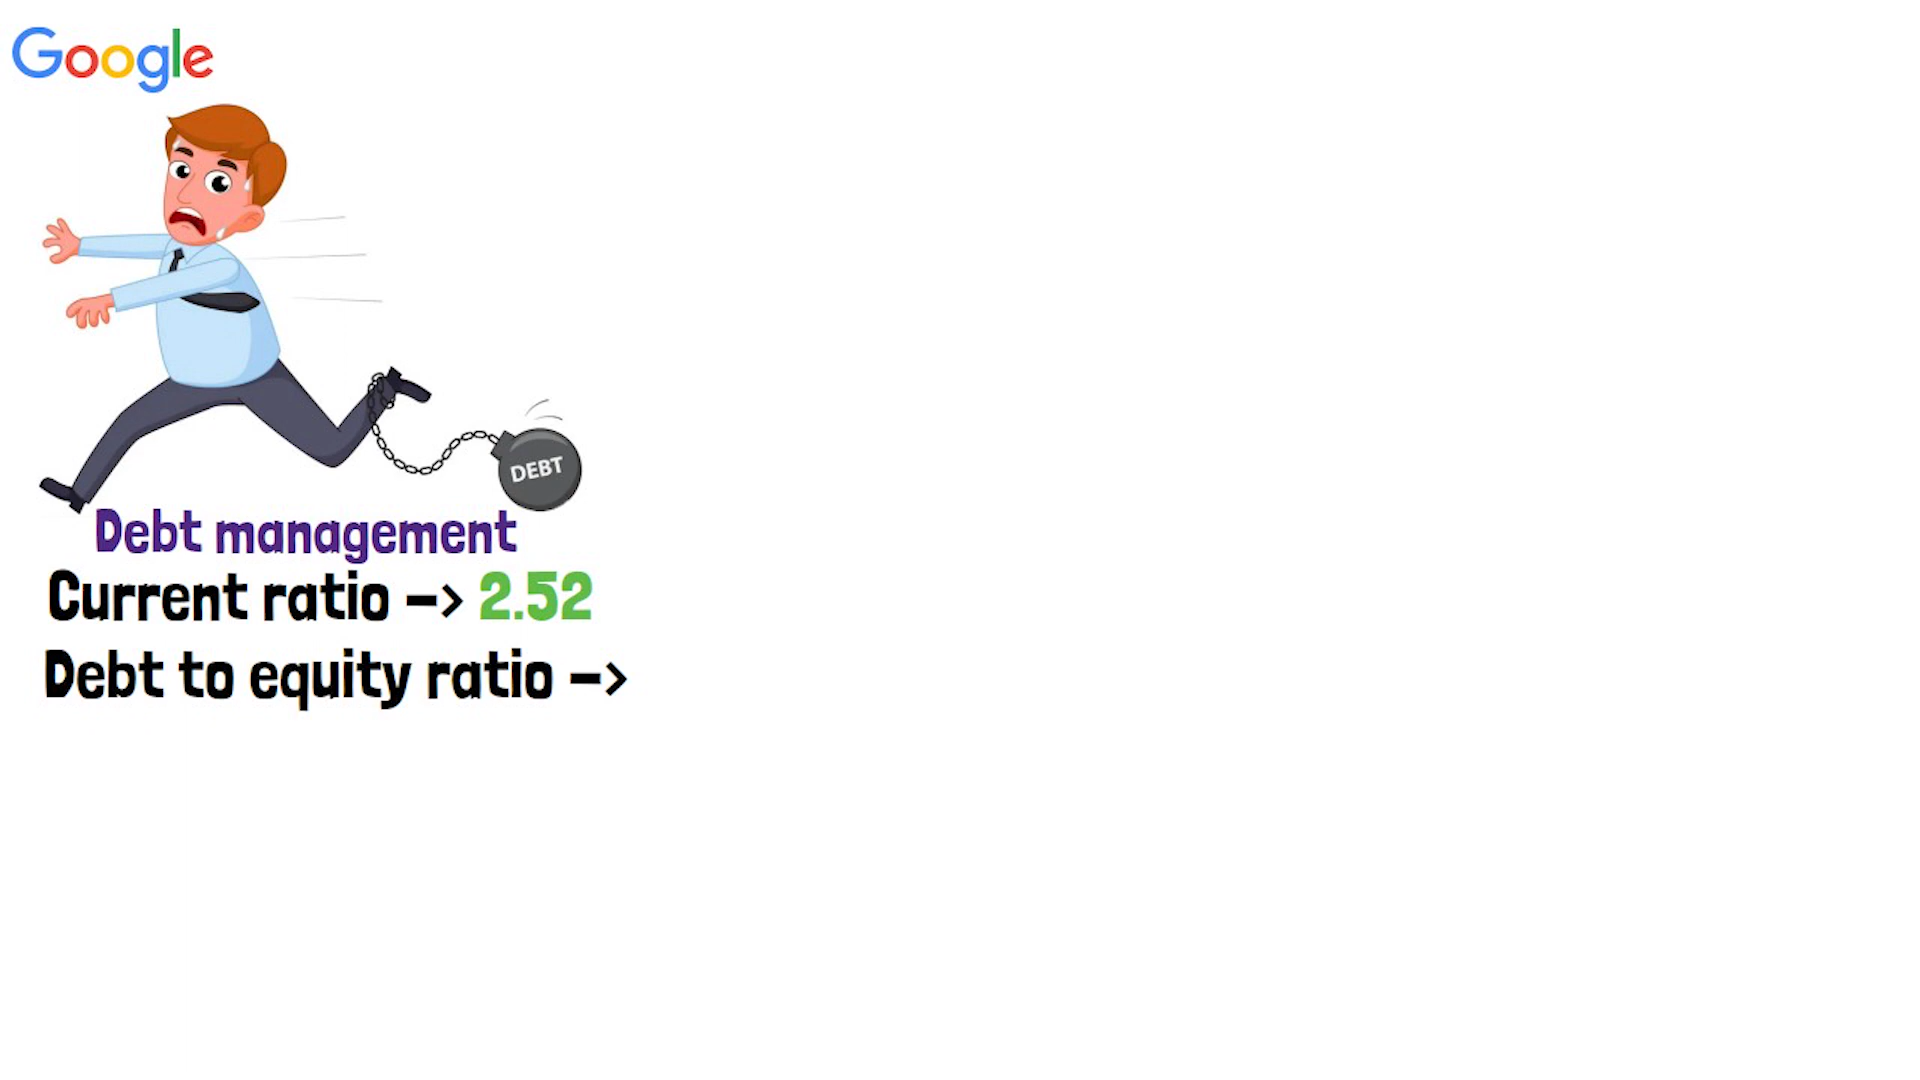 Google
DEBT
Debt management
Current ratio –> 2.52
Debt to equity ratio –>